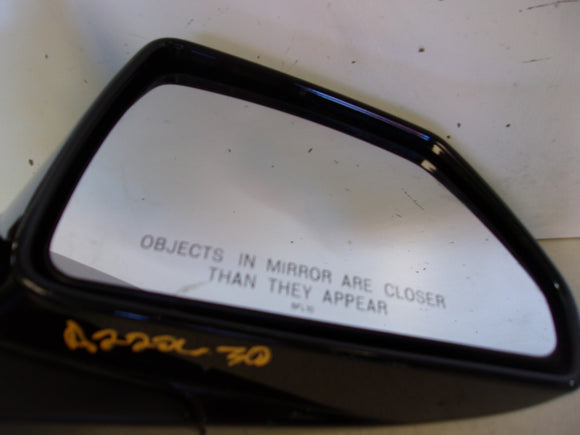 OBJECTS IN MIRROR ARE CLOSER
THAN THEY APPEAR